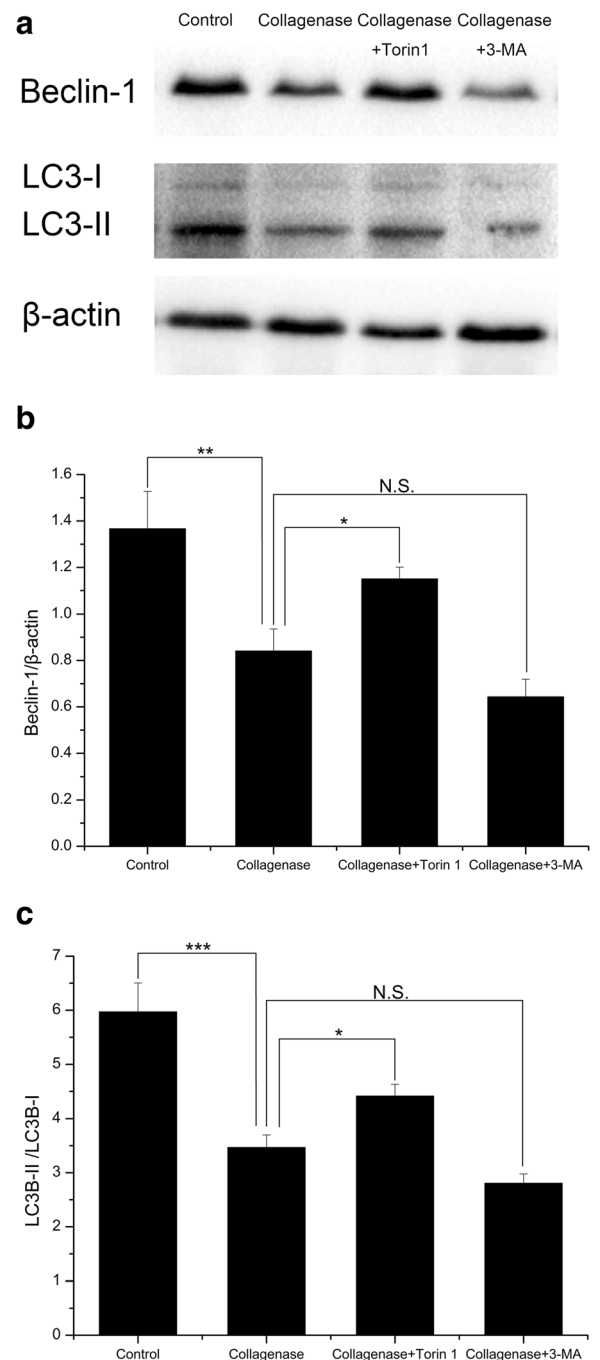 a
Control Collagenase Collagenase Collagenase
+Torin1 +3-MA
Beclin-1
LC3-I
LC3-II
β-actin
b
**
N.S.
*
1.6
1.4
1.2
1.0
0.8
0.6
0.4
0.2
0.0
Beclin-1/β-actin
Control Collagenase Collagenase+Torin 1 Collagenase+3-MA
c
***
N.S.
*
7
6
5
4
3
2
1
0
LC3B-II /LC3B-I
Control Collagenase Collagenase+Torin 1 Collagenase+3-MA